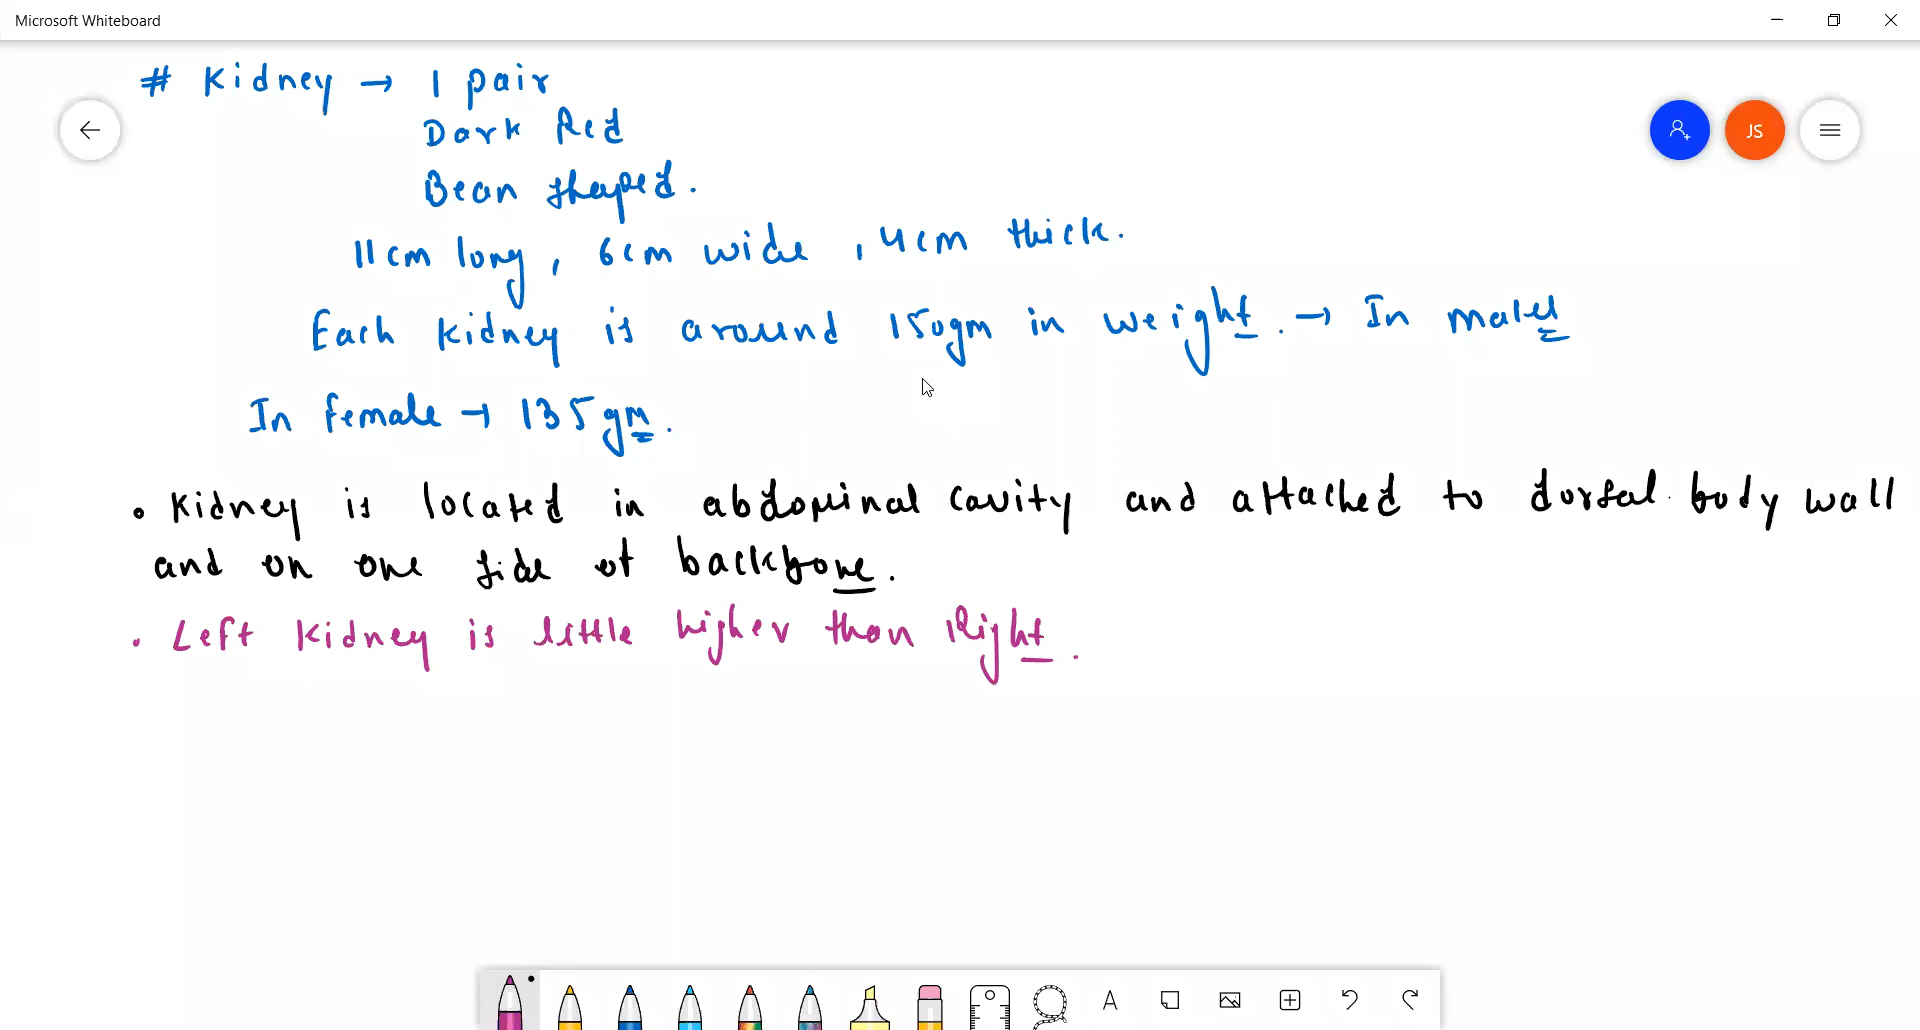 Microsoft Whiteboard
# Kidney → 1 pair
Dark Red
Bean shaped.
JS
11cm long, 6cm wide, 4cm thick.
Each kidney is around 150gm in weight. → In males
In female → 135gm.
• Kidney is located in abdominal cavity and attached to dorsal body wall
and on one side of backbone.
• Left kidney is little higher than Right.
A